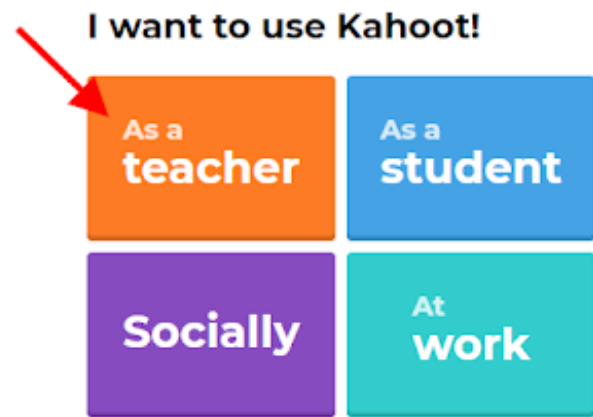 I want to use Kahoot!
As a
teacher
As a
student
Socially
At
work